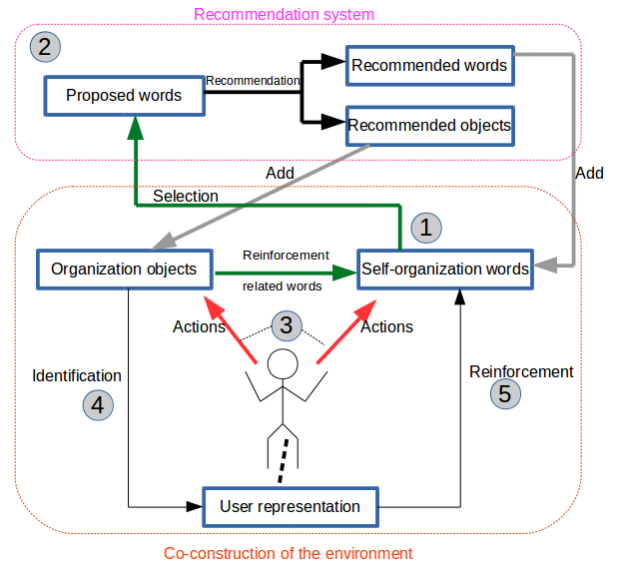 Recommendation system
2
Recommended words
Recommendation
Proposed words
Recommended objects
Add
Add
Selection
1
Organization objects
Reinforcement
related words
Self-organization words
Actions
3
Actions
Identification
4
Reinforcement
5
User representation
Co-construction of the environment